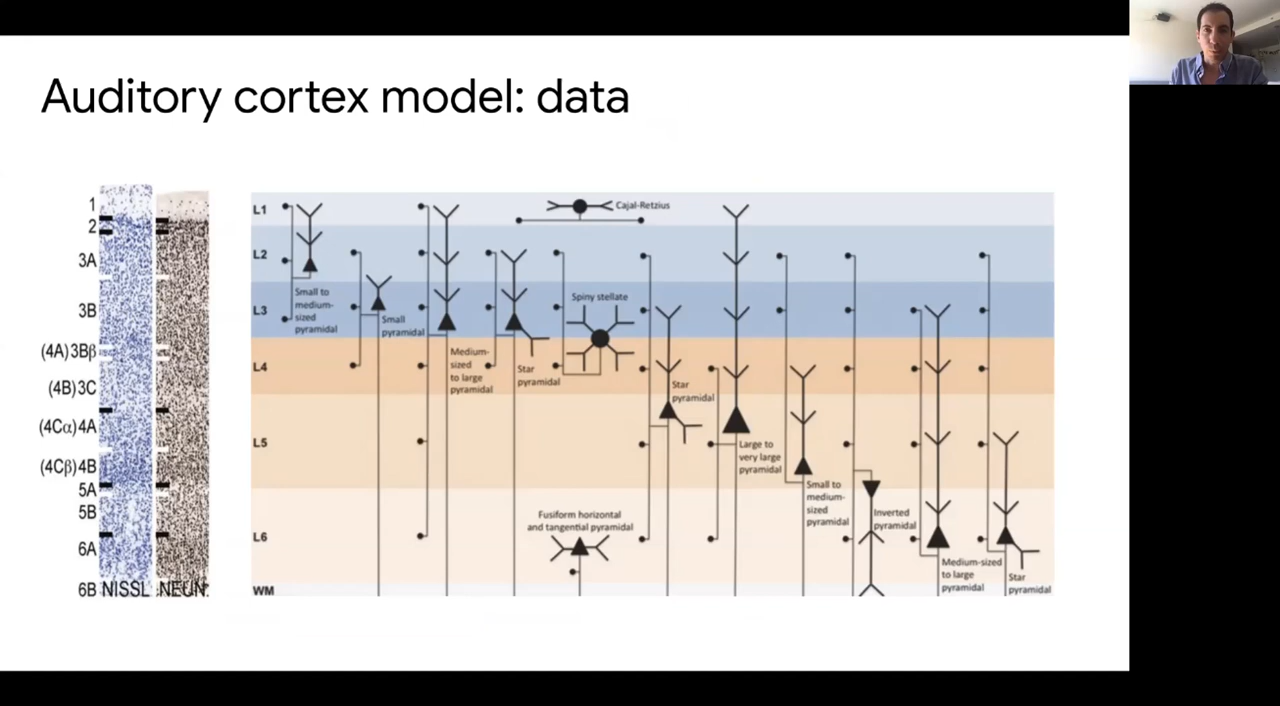 Auditory cortex model: data
1
2
3A
3B
(4A)3Bβ
(4B)3C
(4Cα)4A
(4Cβ)4B
5A
5B
6A
6B NISSL NEUN
L1
L2
L3
L4
L5
L6
WM
Small to
medium-
sized
pyramidal
Small
pyramidal
Medium-
sized
to large
pyramidal
Star
pyramidal
Cajal-Retzius
Spiny stellate
Fusiform horizontal
and tangential pyramidal
Star
pyramidal
Large to
very large
pyramidal
Small to
medium-
sized
pyramidal
Inverted
pyramidal
Medium-sized
to large
pyramidal
Star
pyramidal